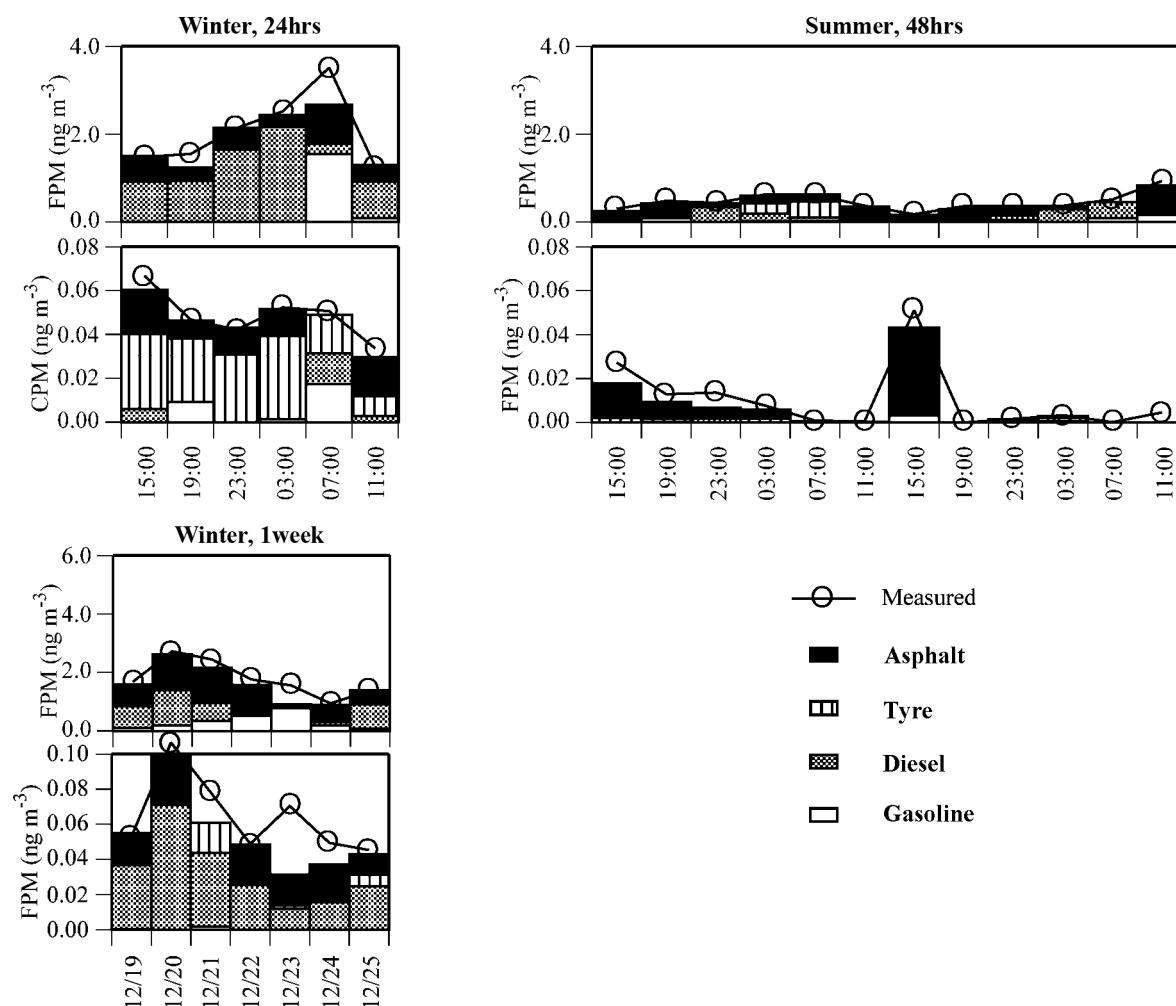 Winter, 24hrs
4.0
2.0
0.0
FPM (ng m⁻³)
0.08
0.06
0.04
0.02
0.00
CPM (ng m⁻³)
15:00 19:00 23:00 03:00 07:00 11:00
Summer, 48hrs
4.0
2.0
0.0
FPM (ng m⁻³)
0.08
0.06
0.04
0.02
0.00
FPM (ng m⁻³)
15:00 19:00 23:00 03:00 07:00 11:00 15:00 19:00 23:00 03:00 07:00 11:00
Winter, 1week
6.0
4.0
2.0
0.0
FPM (ng m⁻³)
0.10
0.08
0.06
0.04
0.02
0.00
FPM (ng m⁻³)
12/19 12/20 12/21 12/22 12/23 12/24 12/25
Measured
Asphalt
Tyre
Diesel
Gasoline